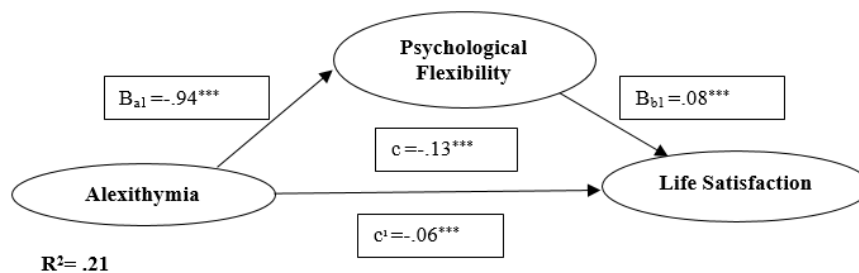 Psychological
Flexibility
Ba1 =-.94***
Bb1 =.08***
c=-.13***
Alexithymia
Life Satisfaction
c¹=-.06***
R²= .21